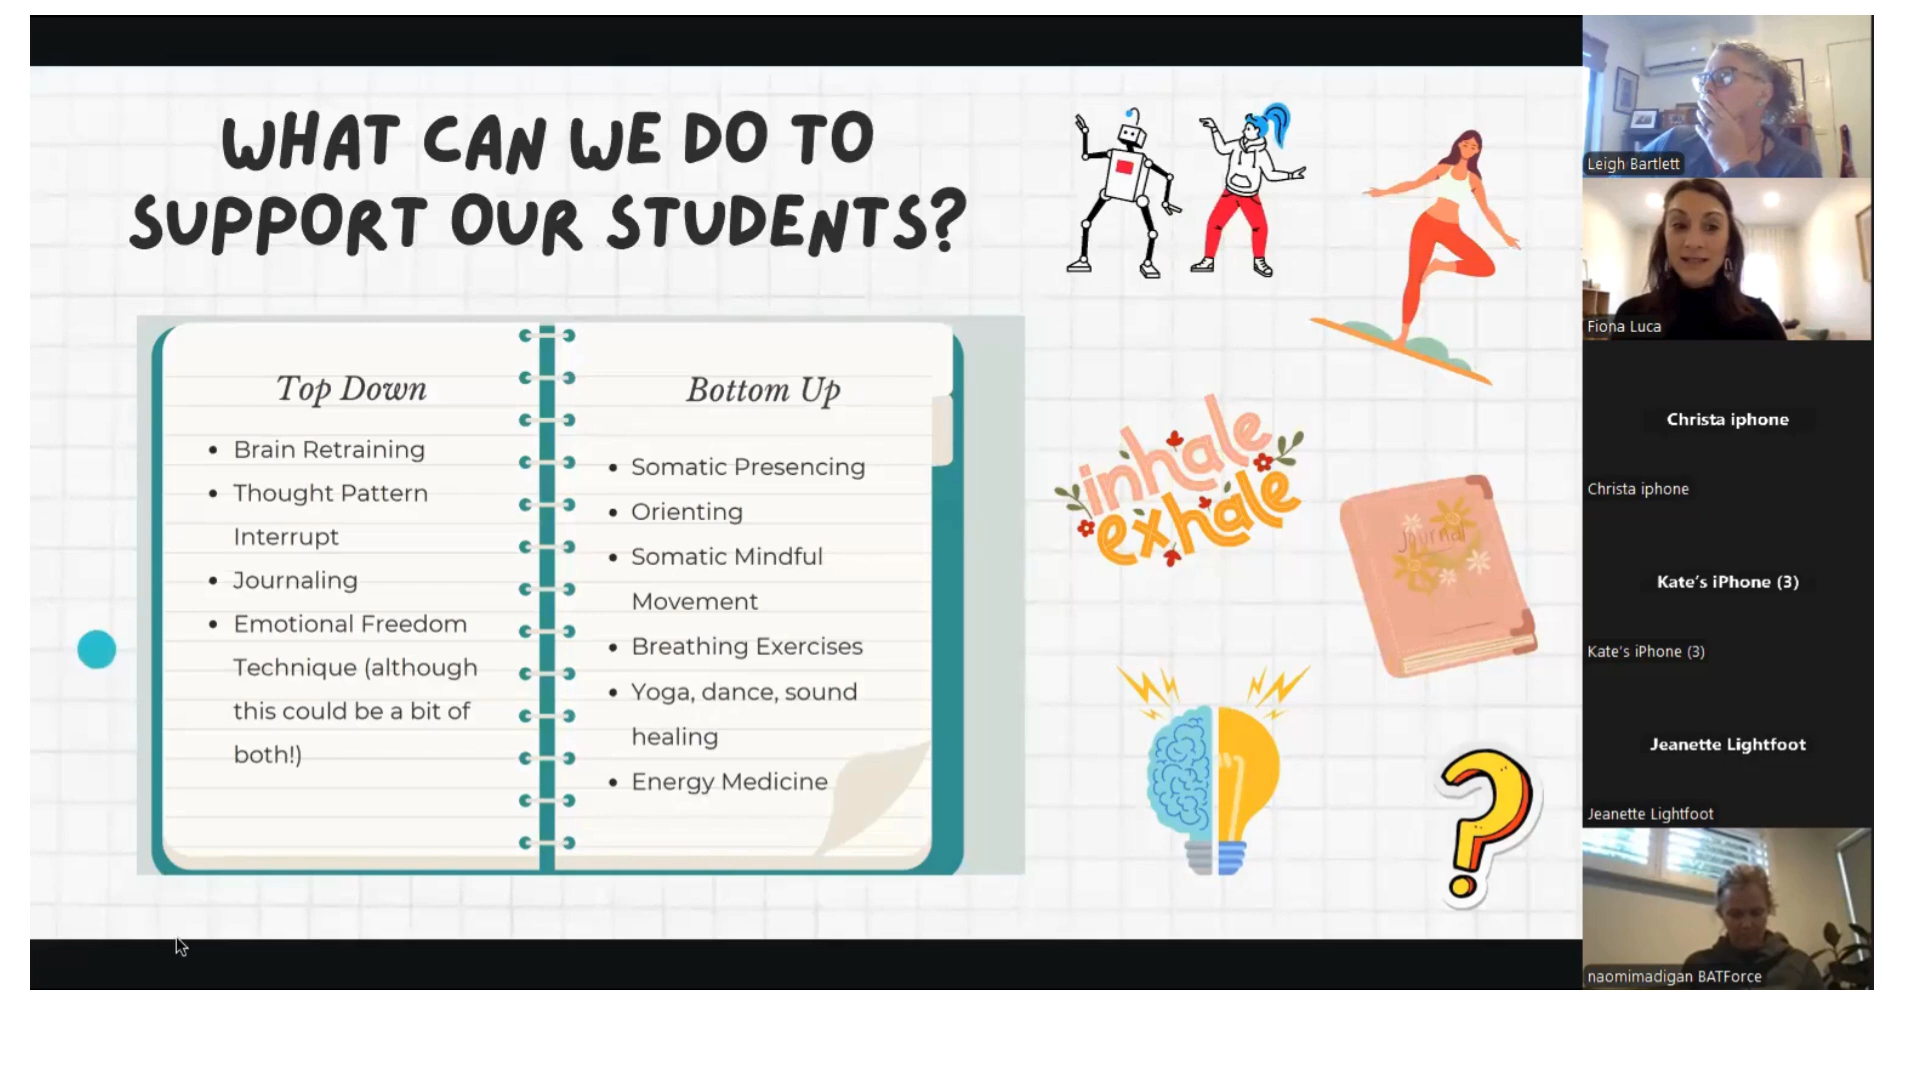 WHAT CAN WE DO TO
SUPPORT OUR STUDENTS?
Top Down
Brain Retraining
Thought Pattern
Interrupt
Journaling
Emotional Freedom
Technique (although
this could be a bit of
both!)
Bottom Up
Somatic Presencing
Orienting
Somatic Mindful
Movement
Breathing Exercises
Yoga, dance, sound
healing
Energy Medicine
inhale
exhale
Journal
?
Leigh Bartlett
Fiona Luca
Christa iphone
Christa iphone
Kate's iPhone (3)
Kate's iPhone (3)
Jeanette Lightfoot
Jeanette Lightfoot
naomimadigan BATForce